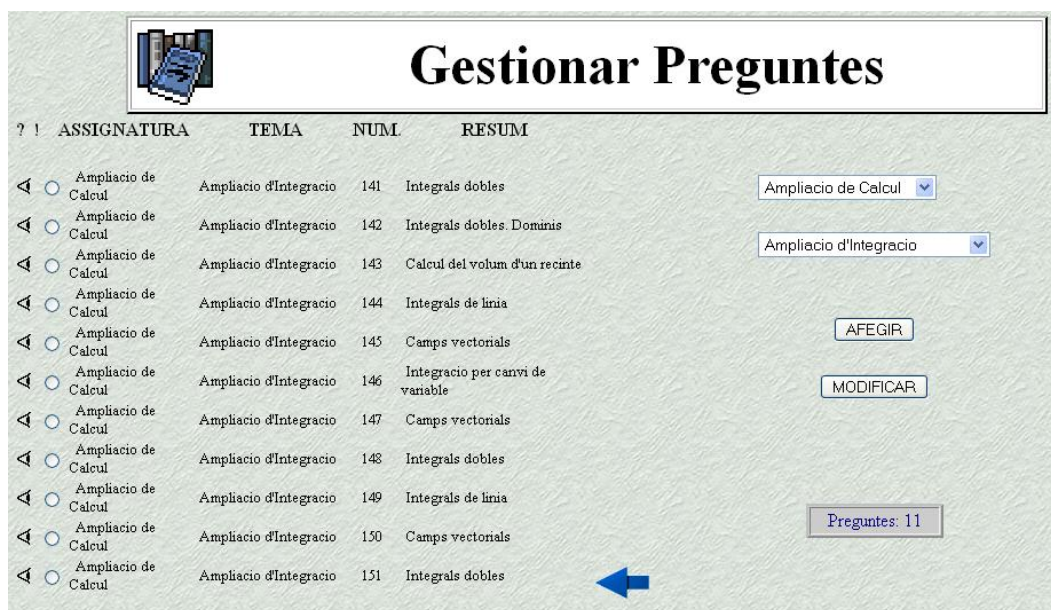 Gestionar Preguntes
? ! ASSIGNATURA TEMA NUM. RESUM
Ampliacio de Calcul Ampliacio d'Integracio 141 Integrals dobles
Ampliacio de Calcul Ampliacio d'Integracio 142 Integrals dobles. Dominis
Ampliacio de Calcul Ampliacio d'Integracio 143 Calcul del volum d'un recinte
Ampliacio de Calcul Ampliacio d'Integracio 144 Integrals de linia
Ampliacio de Calcul Ampliacio d'Integracio 145 Camps vectorials
Ampliacio de Calcul Ampliacio d'Integracio 146 Integracio per canvi de variable
Ampliacio de Calcul Ampliacio d'Integracio 147 Camps vectorials
Ampliacio de Calcul Ampliacio d'Integracio 148 Integrals dobles
Ampliacio de Calcul Ampliacio d'Integracio 149 Integrals de linia
Ampliacio de Calcul Ampliacio d'Integracio 150 Camps vectorials
Ampliacio de Calcul Ampliacio d'Integracio 151 Integrals dobles
Ampliacio de Calcul
Ampliacio d'Integracio
AFEGIR
MODIFICAR
Preguntes: 11